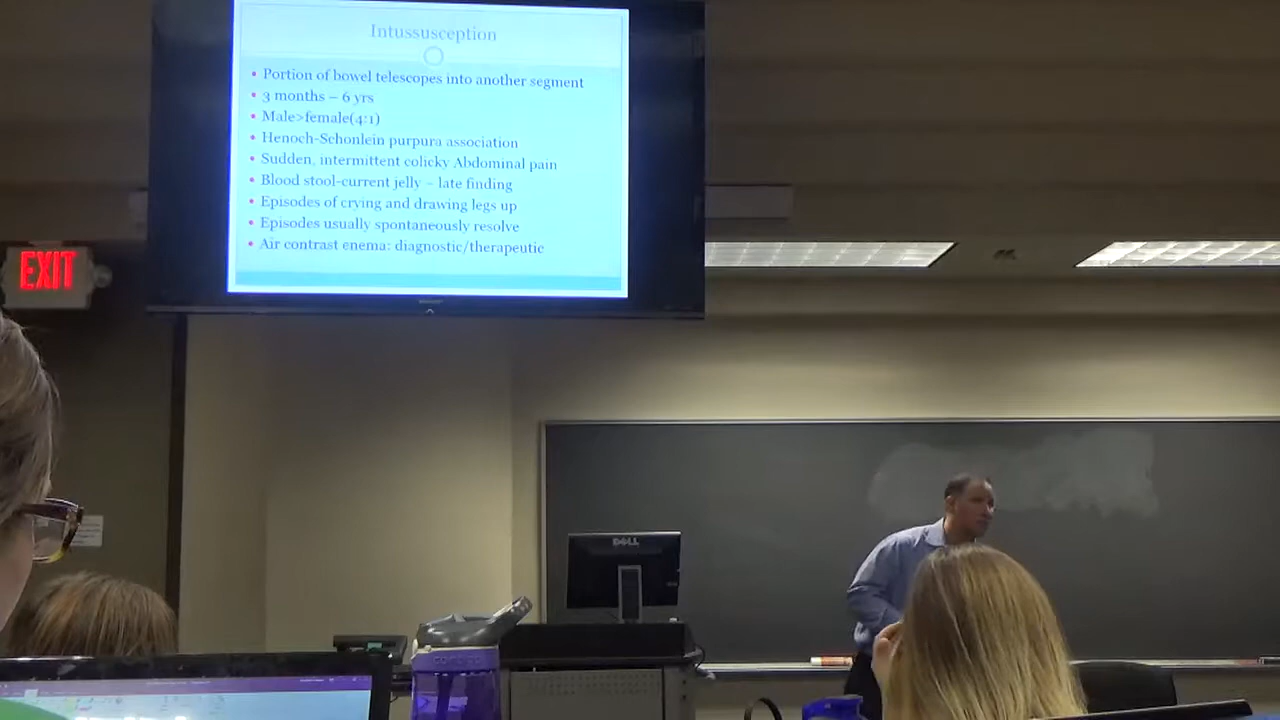 Intussusception
• Portion of bowel telescopes into another segment
• 3 months – 6 yrs
• Male>female(4:1)
• Henoch-Schonlein purpura association
• Sudden, intermittent colicky Abdominal pain
• Blood stool-current jelly – late finding
• Episodes of crying and drawing legs up
• Episodes usually spontaneously resolve
• Air contrast enema: diagnostic/therapeutic
EXIT
DELL
contigo